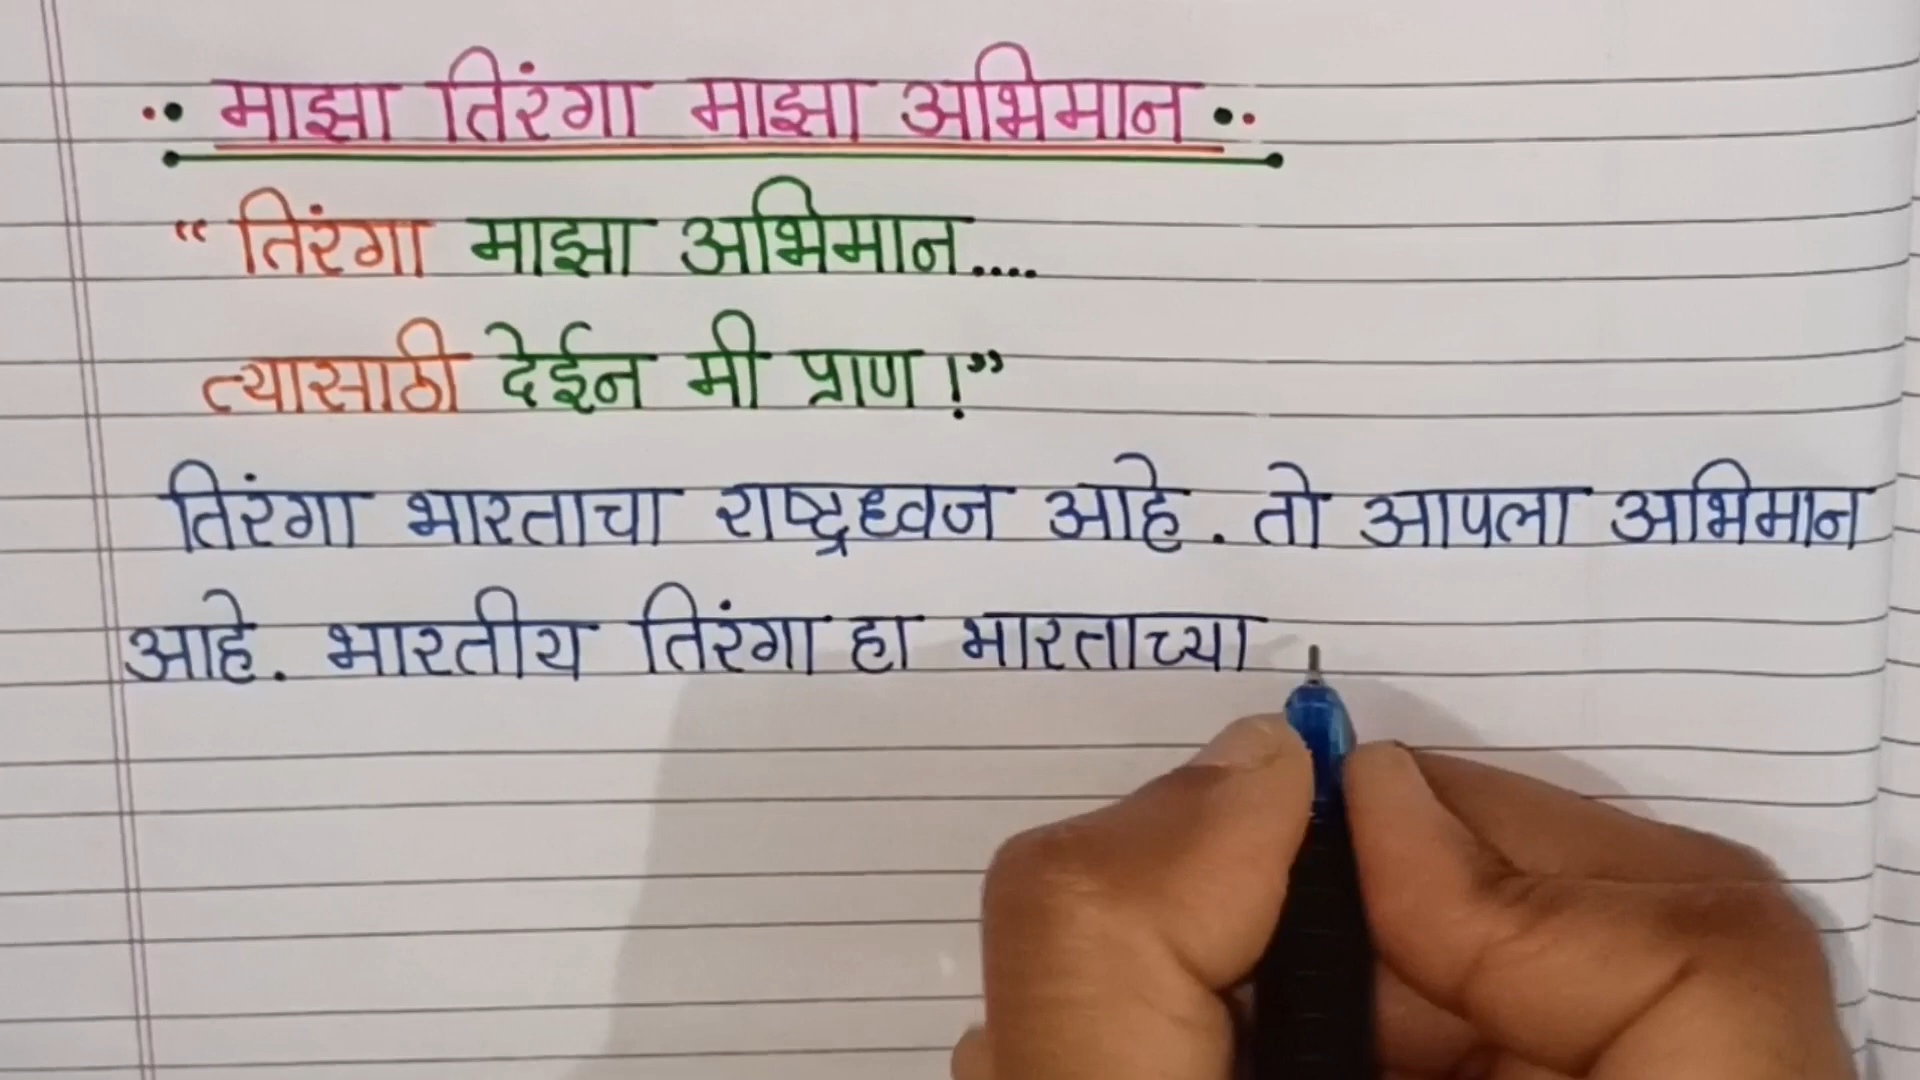 माझा तिरंगा माझा अभिमान
“तिरंगा माझा अभिमान....
त्यासाठी देईन मी प्राण!”
तिरंगा भारताचा राष्ट्रध्वज आहे. तो आपला अभिमान
आहे. भारतीय तिरंगा हा भारताच्या